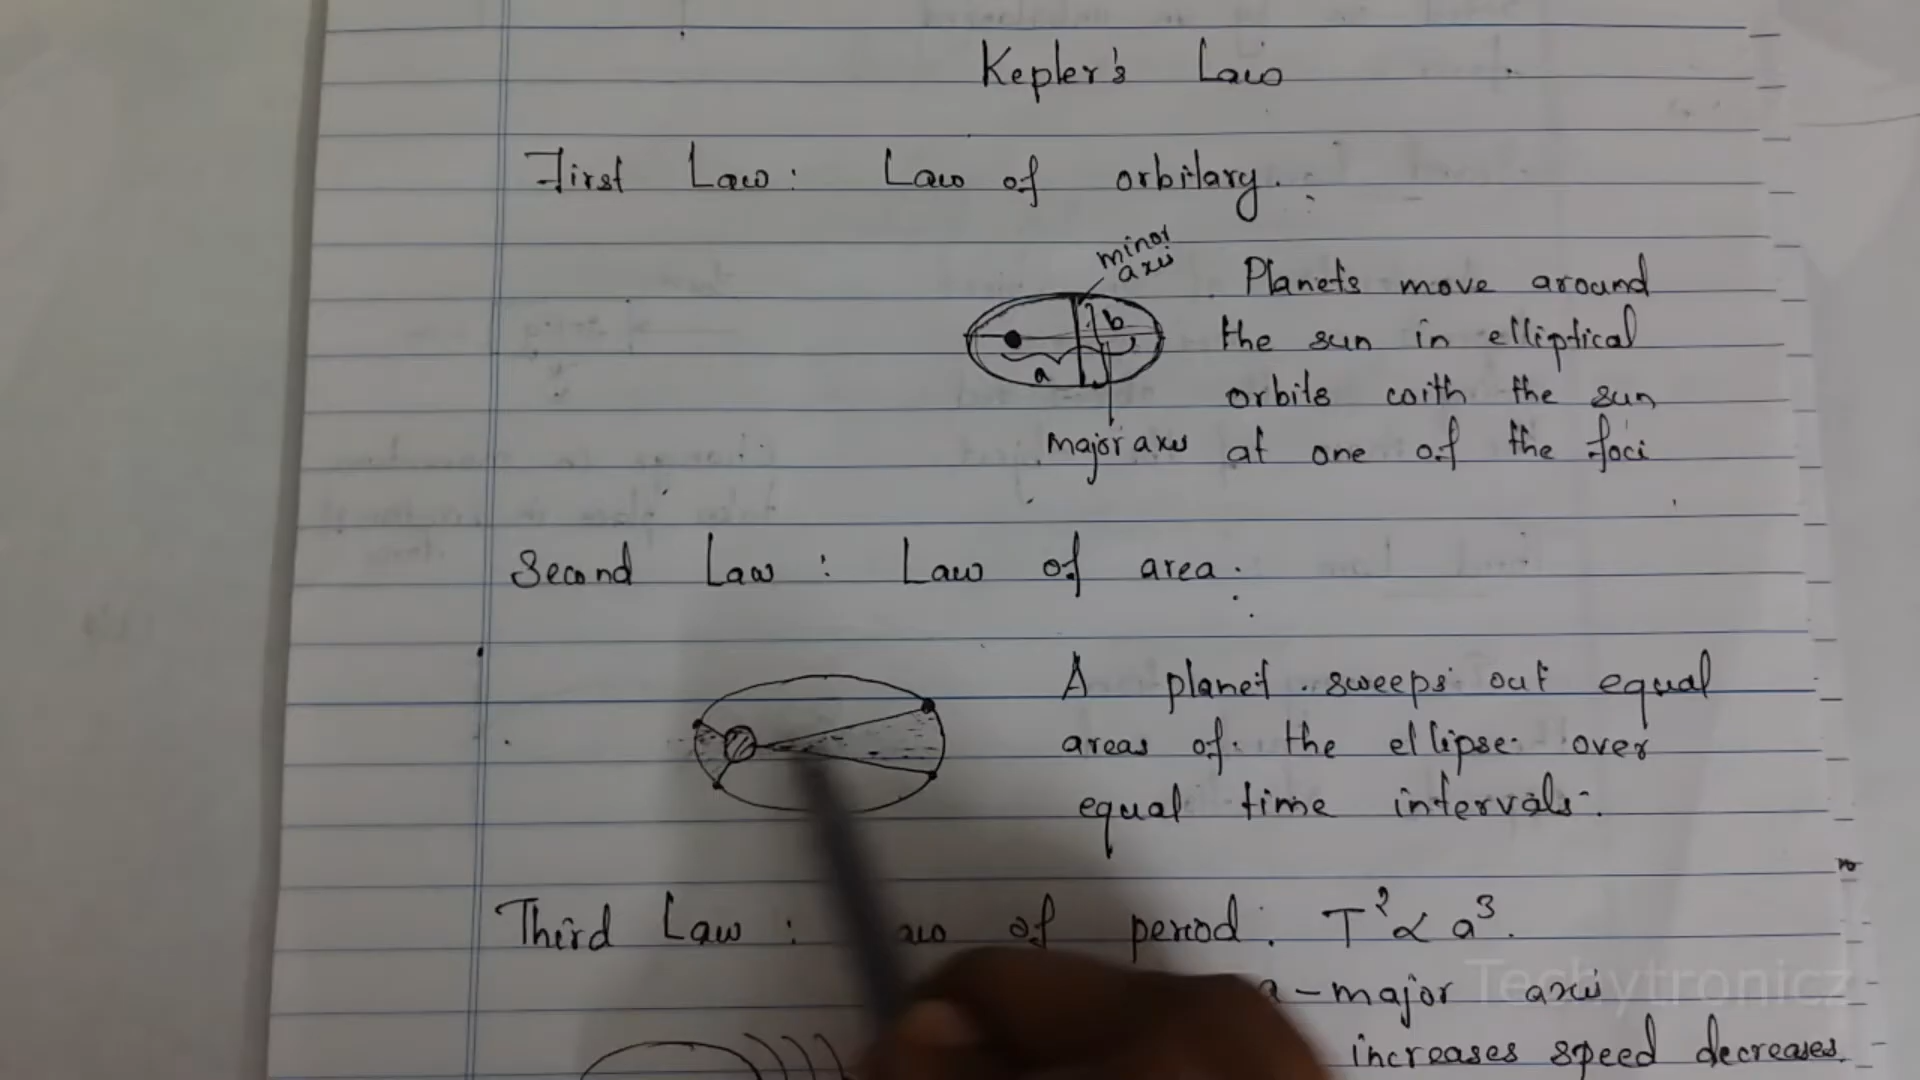 Kepler's Law
First Law: Law of orbitary.
minor
axis
b
a
major axis
Planets move around
the sun in elliptical
orbits with the sun
at one of the foci
Second Law : Law of area.
A planet sweeps out equal
areas of the ellipse over
equal time intervals.
Third Law : of period. T² ∝ a³.
a - major axis
increases speed decreases.
Techytronicz